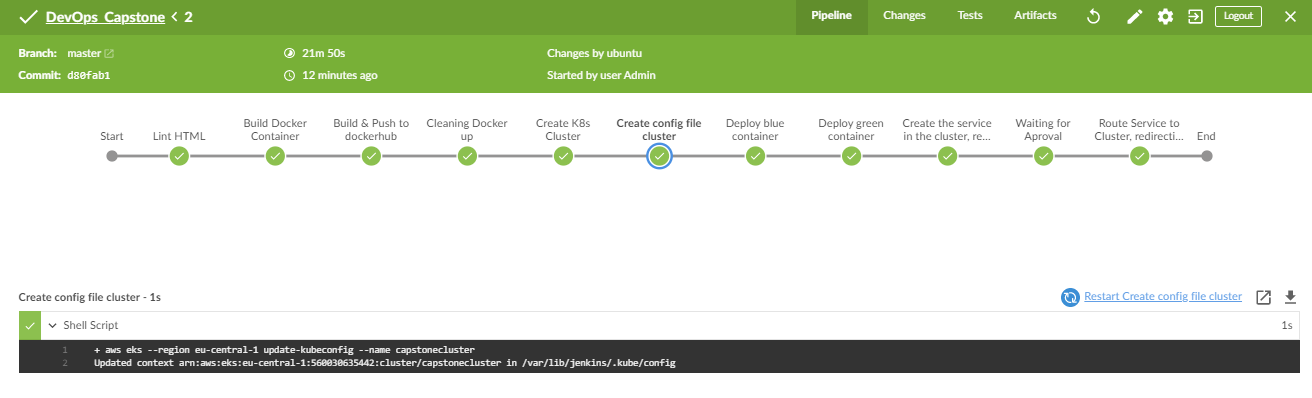 DevOps_Capstone < 2
Pipeline Changes Tests Artifacts Logout
Branch: master 21m 50s Changes by ubuntu
Commit: d80fab1 12 minutes ago Started by user Admin
Start
Lint HTML
Build Docker
Container
Build & Push to
dockerhub
Cleaning Docker
up
Create K8s
Cluster
Create config file
cluster
Deploy blue
container
Deploy green
container
Create the service
in the cluster, re...
Waiting for
Aproval
Route Service to
Cluster, redirecti...
End
Create config file cluster - 1s
Restart Create config file cluster
Shell Script 1s
1 + aws eks --region eu-central-1 update-kubeconfig --name capstonecluster
2 Updated context arn:aws:eks:eu-central-1:560030635442:cluster/capstonecluster in /var/lib/jenkins/.kube/config